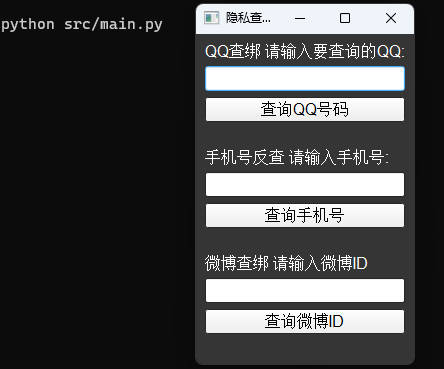 python src/main.py
隐私查...
QQ查绑 请输入要查询的QQ:
查询QQ号码
手机号反查 请输入手机号:
查询手机号
微博查绑 请输入微博ID
查询微博ID